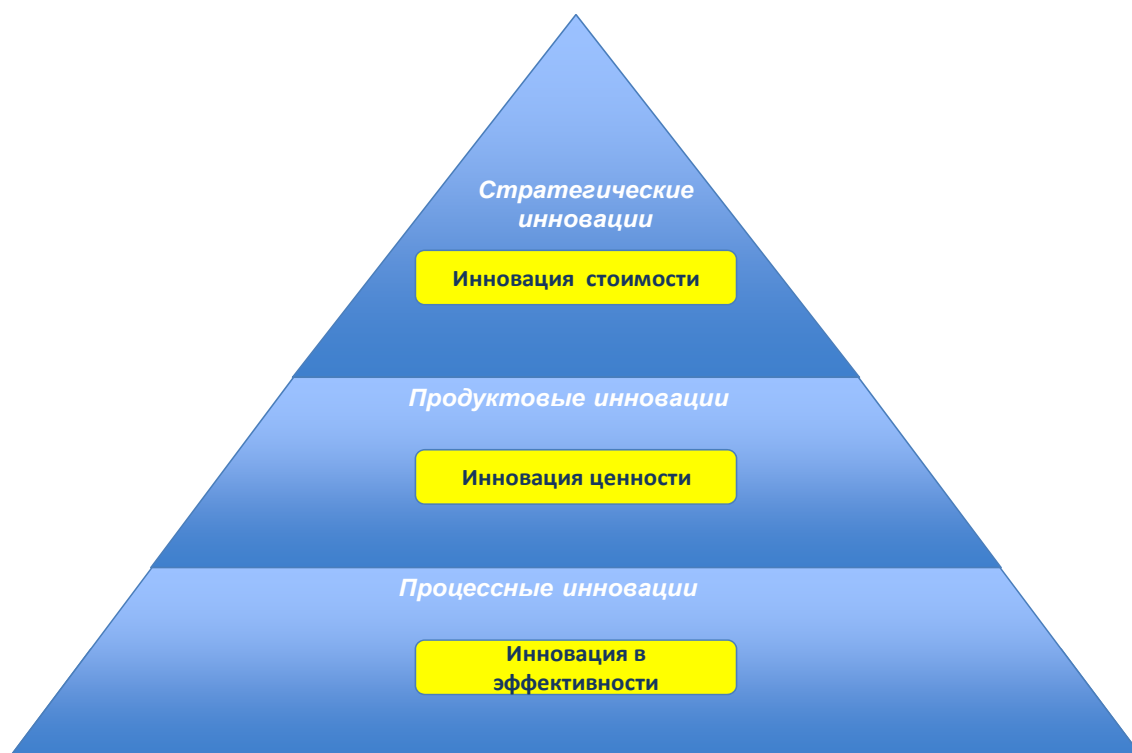 Стратегические
инновации
Инновация  стоимости
Продуктовые инновации
Инновация ценности
Процессные инновации
Инновация в
эффективности